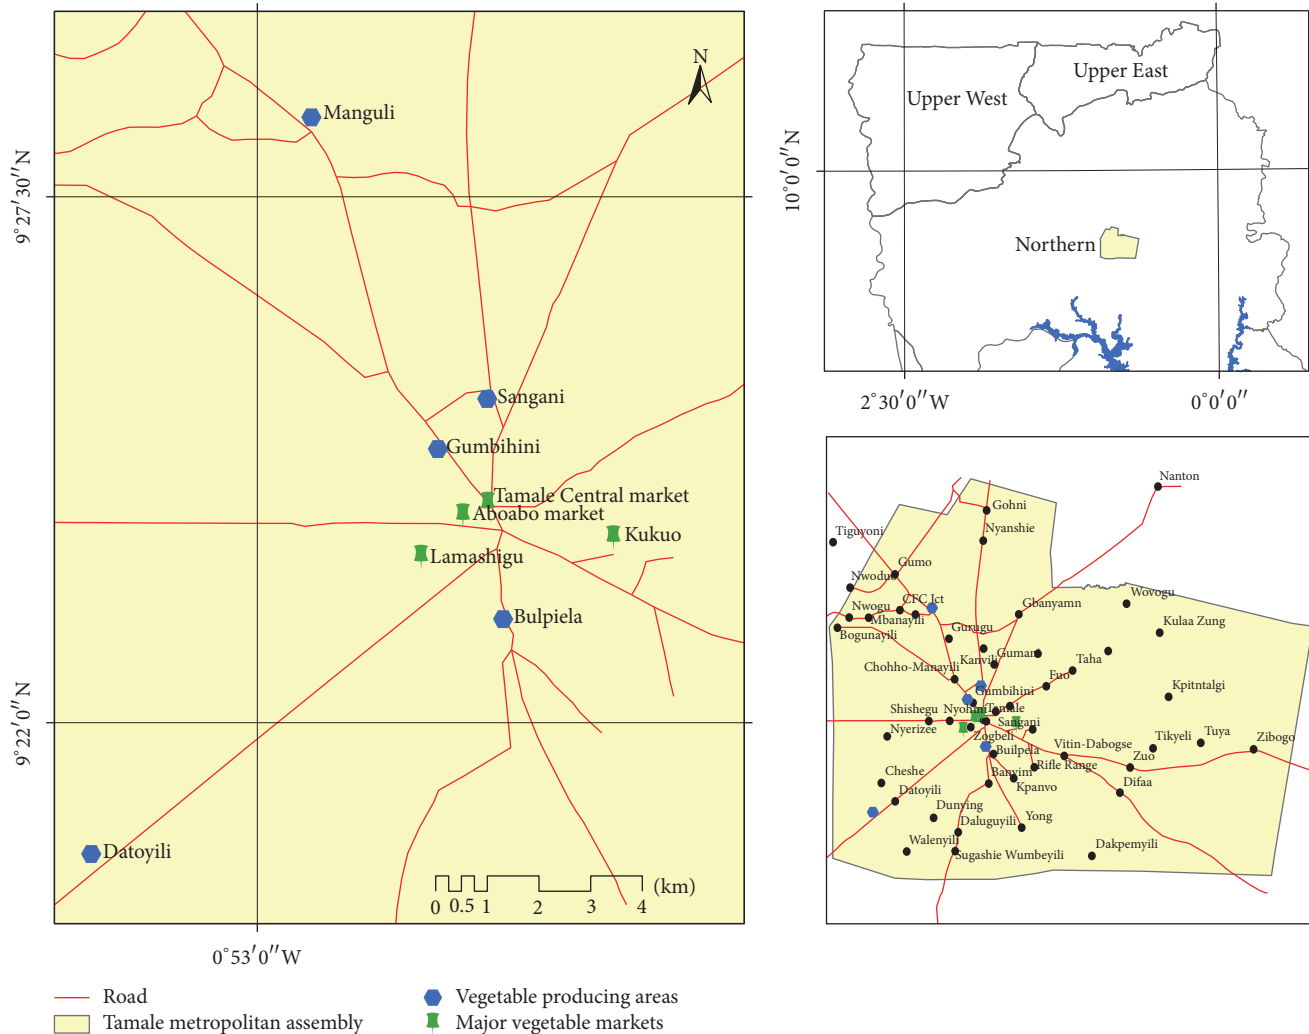 N
Manguli
9°27′30″N
Sangani
Gumbihini
Tamale Central market
Aboabo market
Kukuo
Lamashigu
Bulpiela
9°22′0″N
Datoyili
(km)
0 0.5 1 2 3 4
0°53′0″W
Road
Tamale metropolitan assembly
Vegetable producing areas
Major vegetable markets
Upper East
Upper West
10°0′0″N
Northern
2°30′0″W
0°0′0″
Nanton
Gohni
Tiguyoni
Nyanshie
Gumo
Nwodua
Wovogu
CFC Jct
Nwogu
Gbanyamn
Mbanayili
Kulaa Zung
Bogunayili
Gurugu
Kanvili
Gumani
Taha
Chohho-Manayili
Fuo
Kpitntalgi
Gumbihini
Tamale
Shishegu
Nyohini
Sangani
Nyerizee
Zogbeli
Tuya
Vitin-Dabogse
Tikyeli
Zibogo
Builpela
Zuo
Rifle Range
Banyim
Cheshe
Kpanvo
Difaa
Datoyili
Dunying
Daluguyili
Yong
Walenyili
Sugashie Wumbeyili
Dakpemyili